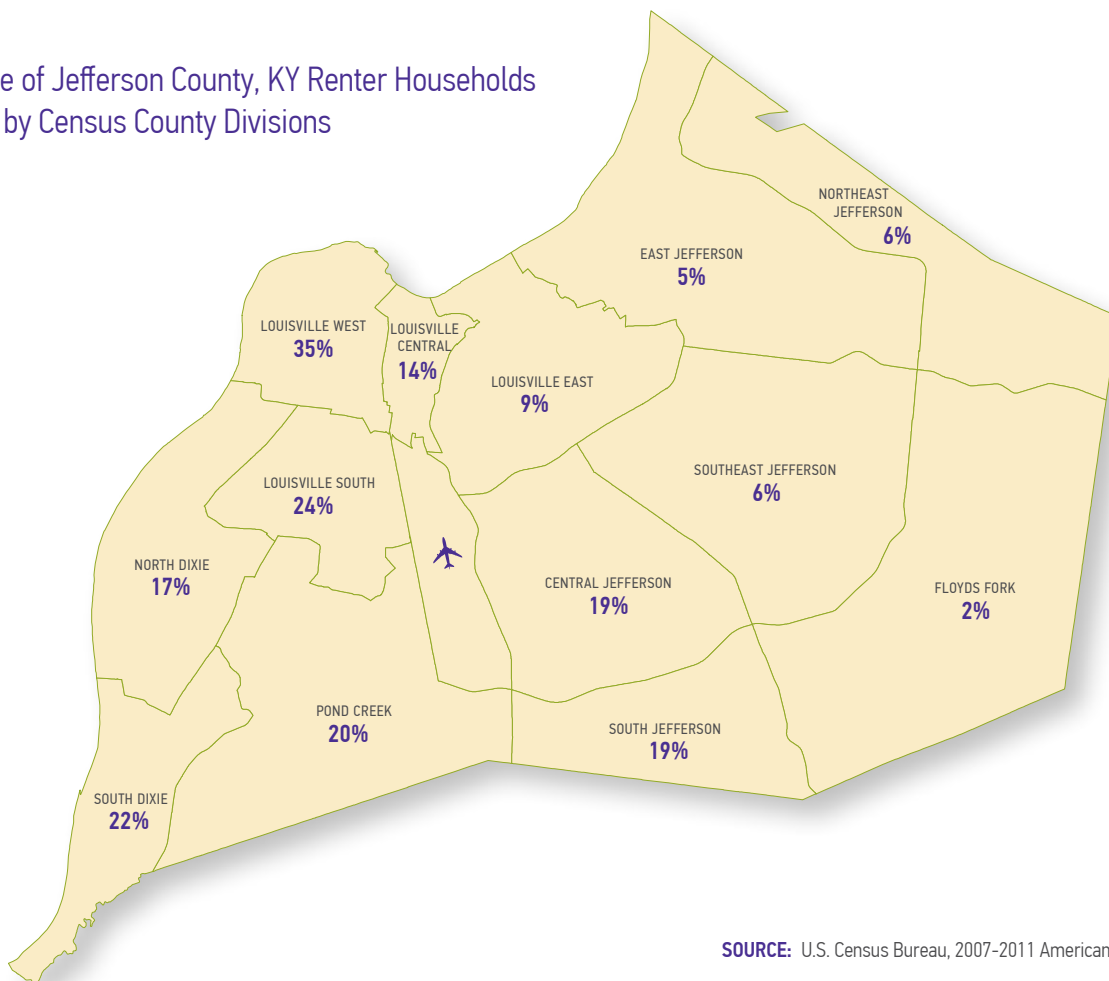 e of Jefferson County, KY Renter Households
by Census County Divisions
NORTHEAST
JEFFERSON
6%
EAST JEFFERSON
5%
LOUISVILLE WEST
35%
LOUISVILLE
CENTRAL
14%
LOUISVILLE EAST
9%
SOUTHEAST JEFFERSON
6%
LOUISVILLE SOUTH
24%
NORTH DIXIE
17%
CENTRAL JEFFERSON
19%
FLOYDS FORK
2%
POND CREEK
20%
SOUTH JEFFERSON
19%
SOUTH DIXIE
22%
SOURCE: U.S. Census Bureau, 2007-2011 American